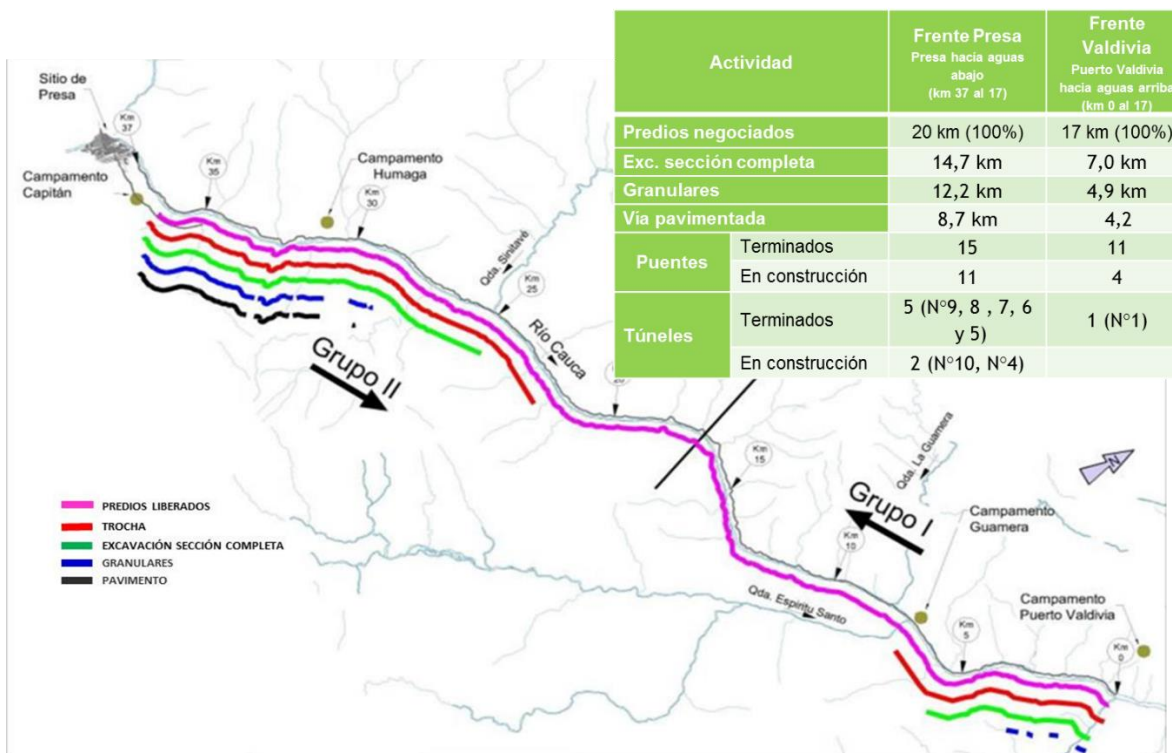 Actividad
Frente Presa
Presa hacia aguas
abajo
(km 37 al 17)
Frente
Valdivia
Puerto Valdivia
hacia aguas arriba
(km 0 al 17)
Predios negociados
20 km (100%)
17 km (100%)
Exc. sección completa
14,7 km
7,0 km
Granulares
12,2 km
4,9 km
Via pavimentada
8,7 km
4,2
Puentes
Terminados
15
11
En construcción
11
4
Túneles
Terminados
5 (N°9, 8 , 7, 6
y 5)
1 (N°1)
En construcción
2 (N°10, N°4)
Sitio de
Presa
Km
37
Campamento
Capitán
Km
35
Campamento
Humaga
Km
30
Qda. Sinitavé
Km
25
Río Cauca
Grupo II
Km
15
Qda. La Guamera
N
Grupo I
Km
10
Campamento
Guamera
Qda. Espiritu Santo
Km
5
Campamento
Puerto Valdivia
Km
0
PREDIOS LIBERADOS
TROCHA
EXCAVACIÓN SECCIÓN COMPLETA
GRANULARES
PAVIMENTO